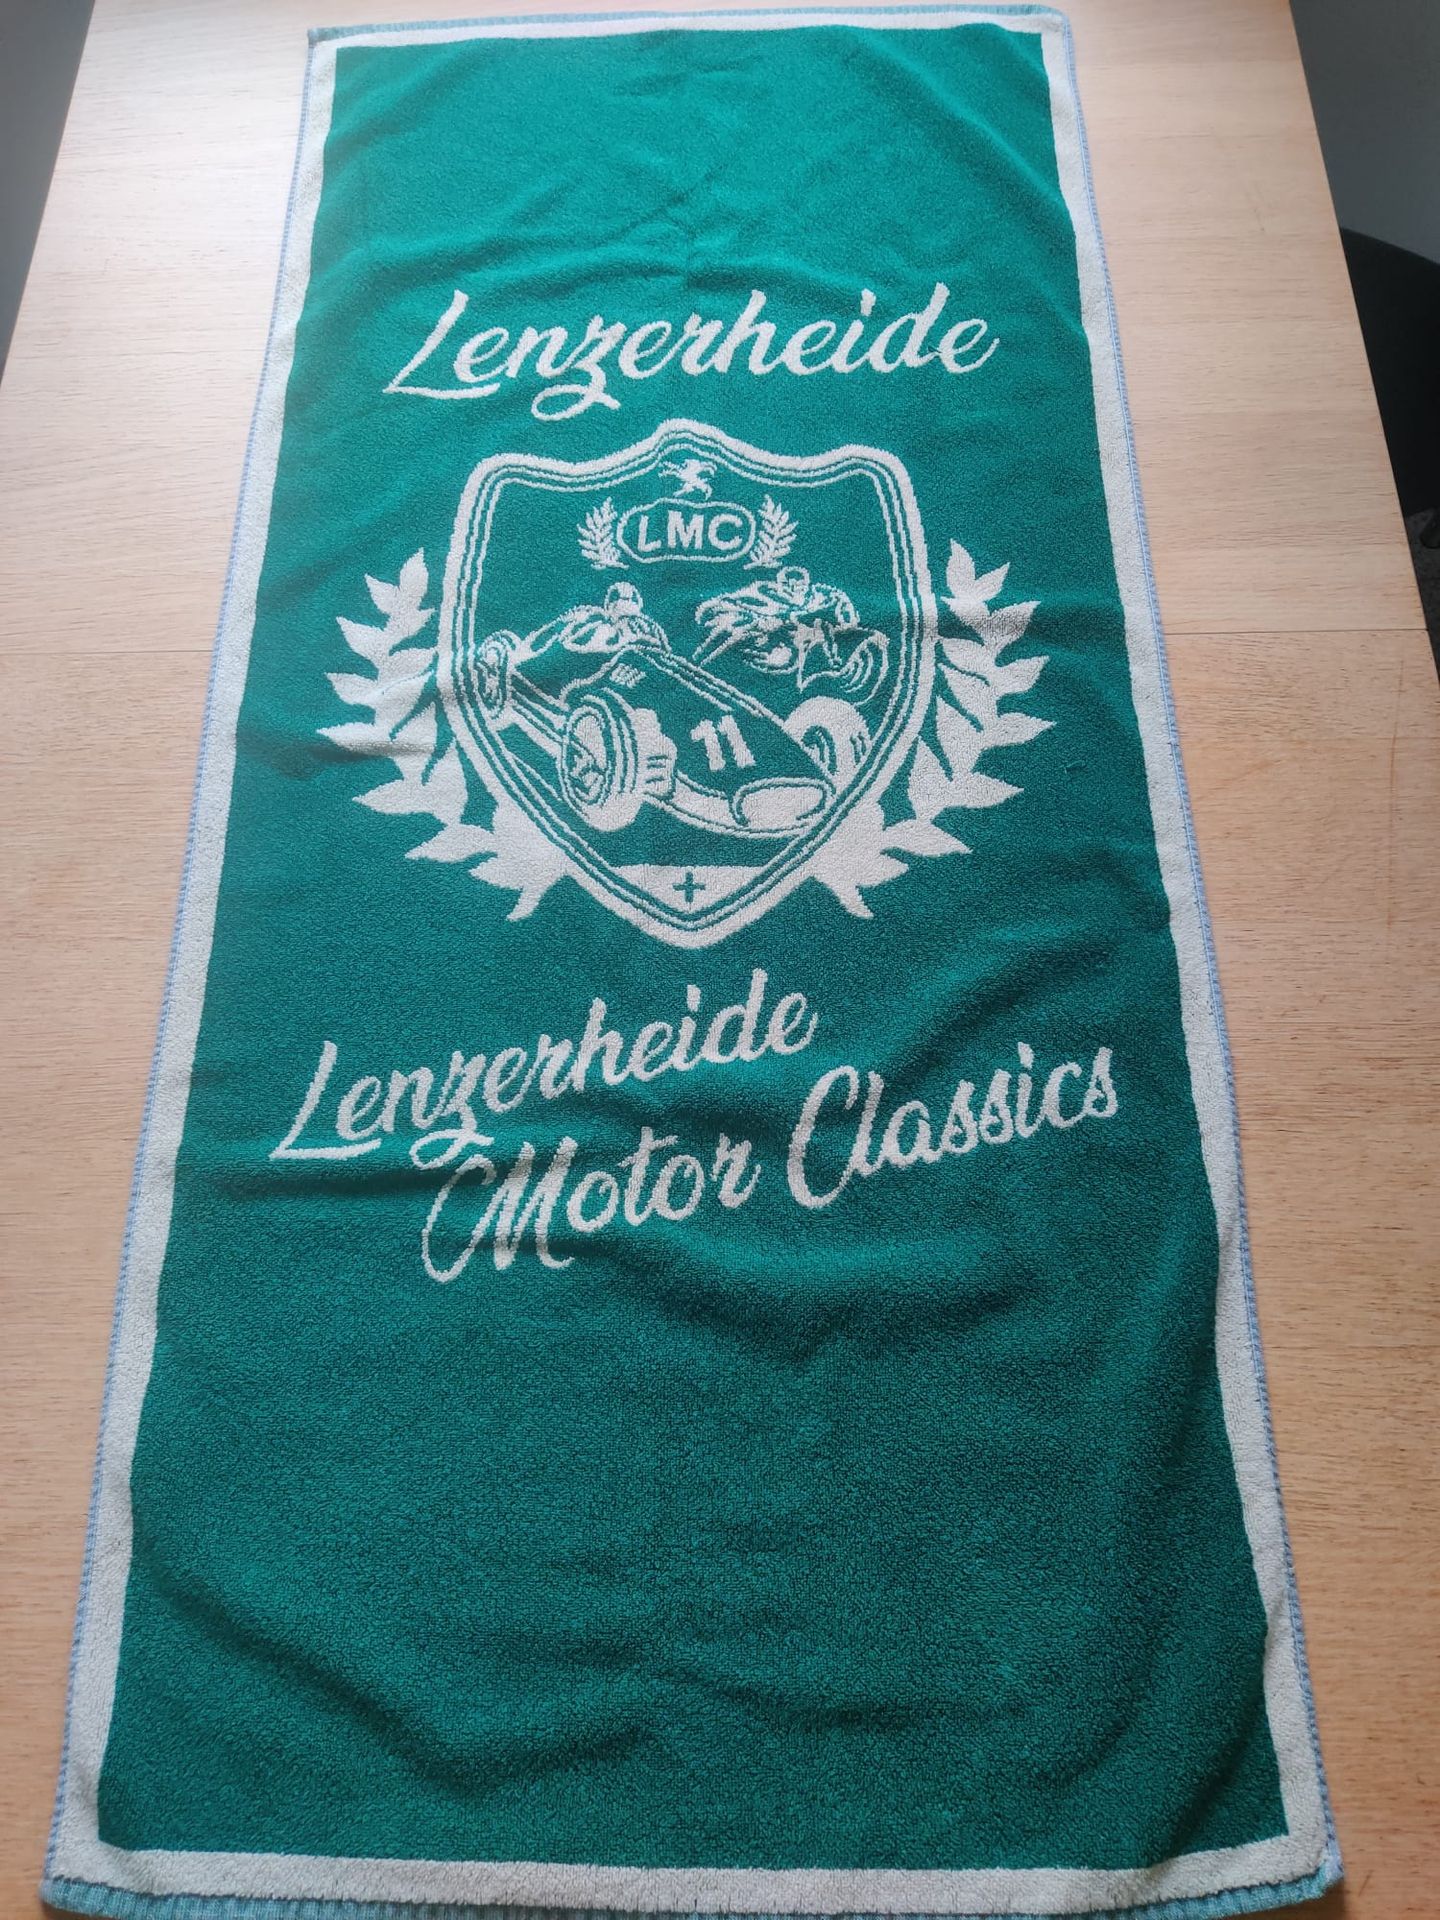 Lenzerheide
LMC
11
Lenzerheide
Motor Classics